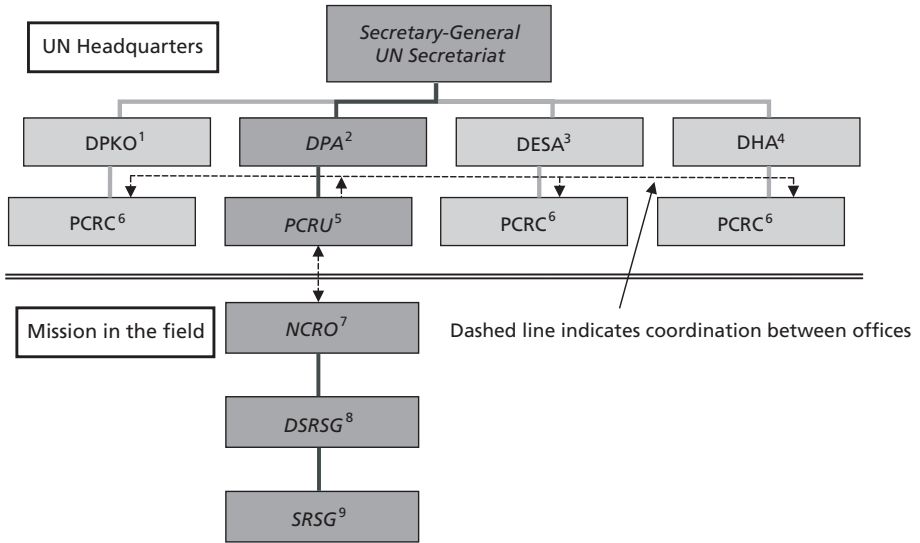 UN Headquarters
Secretary-General
UN Secretariat
DPKO¹
DPA²
DESA³
DHA⁴
PCRC⁶
PCRU⁵
PCRC⁶
PCRC⁶
Mission in the field
NCRO⁷
Dashed line indicates coordination between offices
DSRSG⁸
SRSG⁹